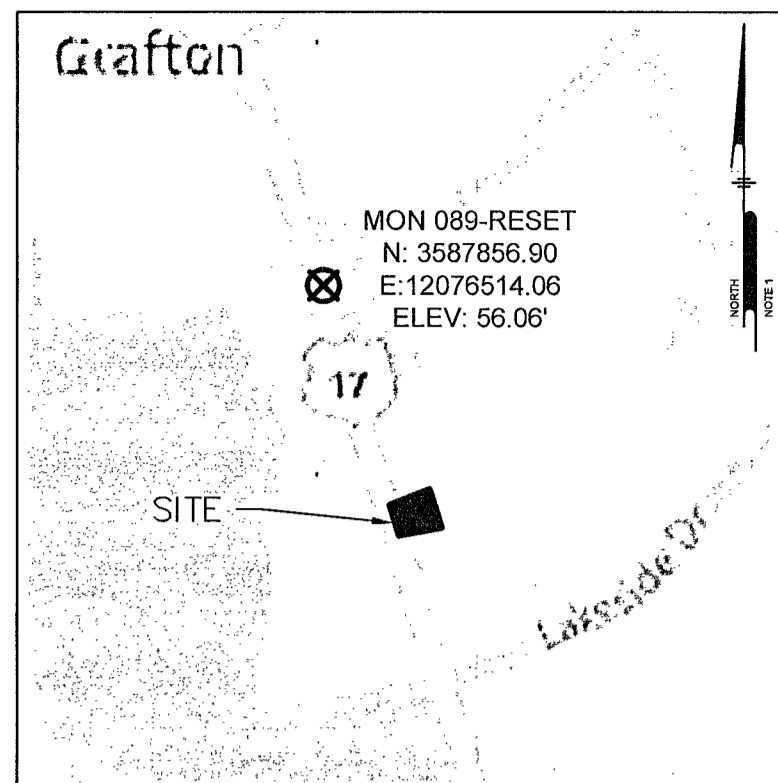 Grafton
MON 089-RESET
N: 3587856.90
E:12076514.06
ELEV: 56.06'
NORTH
NOTE 1
17
SITE
Lakeside Dr